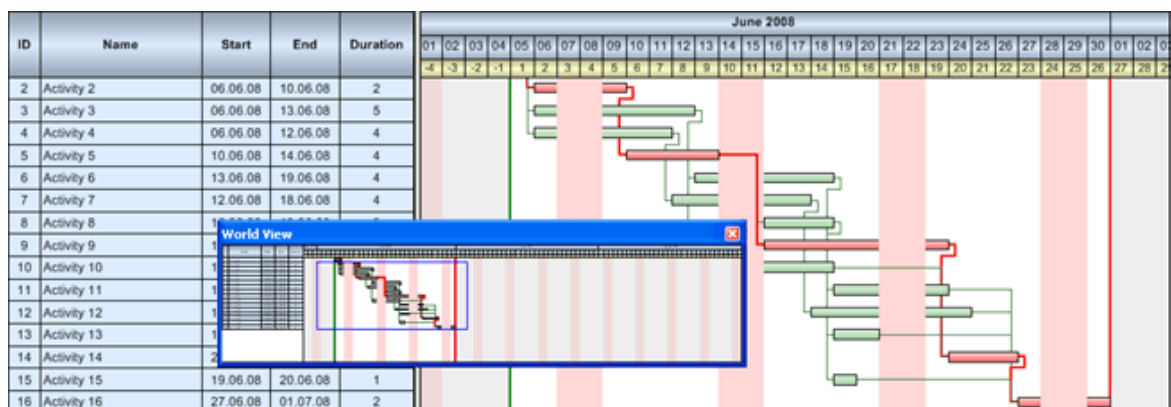 June 2008
ID Name Start End Duration
01 02 03 04 05 06 07 08 09 10 11 12 13 14 15 16 17 18 19 20 21 22 23 24 25 26 27 28 29 30 01 02
-4 -3 -2 -1 1 2 3 4 5 6 7 8 9 10 11 12 13 14 15 16 17 18 19 20 21 22 23 24 25 26 27 28
2 Activity 2 06.06.08 10.06.08 2
3 Activity 3 06.06.08 13.06.08 5
4 Activity 4 06.06.08 12.06.08 4
5 Activity 5 10.06.08 14.06.08 4
6 Activity 6 13.06.08 19.06.08 4
7 Activity 7 12.06.08 18.06.08 4
8 Activity 8
World View
9 Activity 9
10 Activity 10
11 Activity 11
12 Activity 12
13 Activity 13
14 Activity 14
15 Activity 15 19.06.08 20.06.08 1
16 Activity 16 27.06.08 01.07.08 2